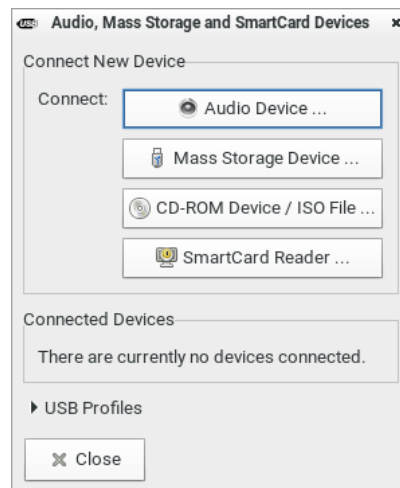 Audio, Mass Storage and SmartCard Devices
Connect New Device
Connect:
Audio Device ...
Mass Storage Device ...
CD-ROM Device / ISO File ...
SmartCard Reader ...
Connected Devices
There are currently no devices connected.
USB Profiles
Close